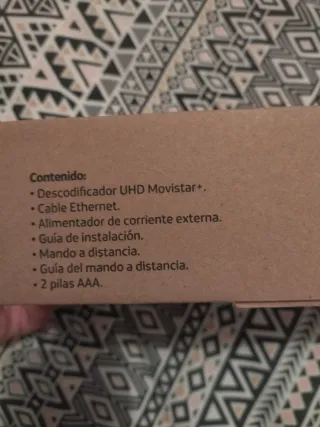 Contenido:
• Descodificador UHD Movistar+.
• Cable Ethernet.
• Alimentador de corriente externa.
• Guía de instalación.
• Mando a distancia.
• Guía del mando a distancia.
• 2 pilas AAA.